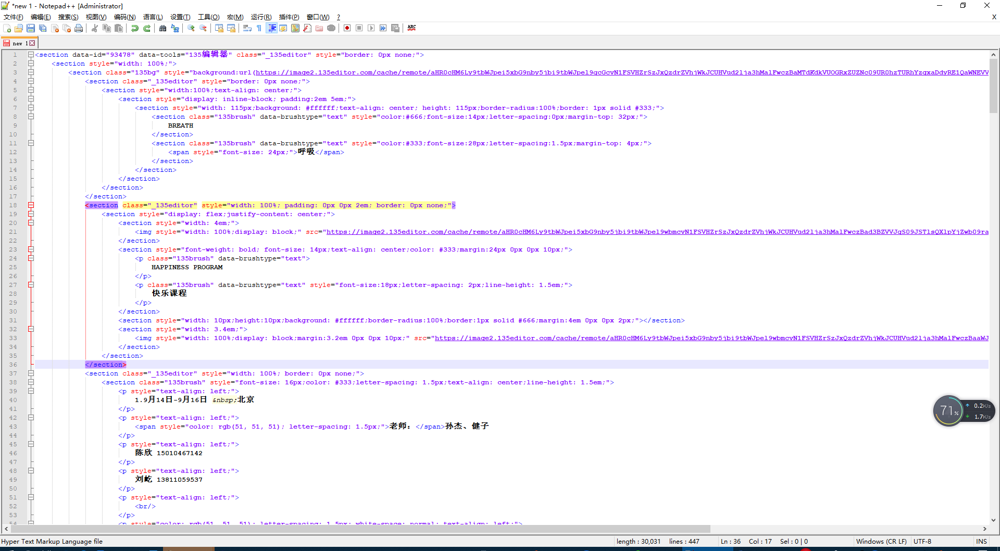 *new 1 - Notepad++ [Administrator]
文件(F) 编辑(E) 搜索(S) 视图(V) 编码(N) 语言(L) 设置(T) 工具(O) 宏(M) 运行(R) 插件(P) 窗口(W) ? X
ABC
new 1
1 <section data-id="93478" data-tools="135编辑器" class="_135editor" style="border: 0px none;">
2 <section style="width: 100%;">
3 <section class="135bg" style="background:url(
4 <section class="_135editor" style="border: 0px none;">
5 <section style="width:100%;text-align: center;">
6 <section style="display: inline-block; padding:2em 5em;">
7 <section style="width: 115px;background: #ffffff;text-align: center; height: 115px;border-radius:100%;border: 1px solid #333;">
8 <section class="135brush" data-brushtype="text" style="color:#666;font-size:14px;letter-spacing:0px;margin-top: 32px;">
9 BREATH
10 </section>
11 <section class="135brush" data-brushtype="text" style="color:#333;font-size:28px;letter-spacing:1.5px;margin-top: 4px;">
12 <span style="font-size: 24px;">呼吸</span>
13 </section>
14 </section>
15 </section>
16 </section>
17 </section>
18 <section class="_135editor" style="width: 100%; padding: 0px 0px 2em; border: 0px none;">
19 <section style="display: flex;justify-content: center;">
20 <section style="width: 4em;">
21 <img style="width: 100%;display: block;" src="
22 </section>
23 <section style="font-weight: bold; font-size: 14px;text-align: center;color: #333;margin:24px 0px 0px 10px;">
24 <p class="135brush" data-brushtype="text">
25 HAPPINESS PROGRAM
26 </p>
27 <p class="135brush" data-brushtype="text" style="font-size:18px;letter-spacing: 2px;line-height: 1.5em;">
28 快乐课程
29 </p>
30 </section>
31 <section style="width: 10px;height:10px;background: #ffffff;border-radius:100%;border:1px solid #666;margin:4em 0px 0px 2px;"></section>
32 <section style="width: 3.4em;">
33 <img style="width: 100%;display: block;margin:3.2em 0px 0px 10px;" src="
34 </section>
35 </section>
36 </section>
37 <section class="_135editor" style="width: 100%; border: 0px none;">
38 <section class="135brush" style="font-size: 16px;color: #333;letter-spacing: 1.5px;text-align: center;line-height: 1.5em;">
39 <p style="text-align: left;">
40 1.9月14日-9月16日 &nbsp;北京
41 </p>
42 <p style="text-align: left;">
43 <span style="color: rgb(51, 51, 51); letter-spacing: 1.5px;">老师：</span>孙杰、健子
44 </p>
45 <p style="text-align: left;">
46 陈欣 15010467142
47 </p>
48 <p style="text-align: left;">
49 刘屹 13811059537
50 </p>
51 <p style="text-align: left;">
52 <br/>
53 </p>
54 <p style="color: rgb(51, 51, 51); letter-spacing: 1.5px; white-space: normal; text-align: left;">
71% 0.2K/s
1.7K/s
Hyper Text Markup Language file length : 30,031 lines : 447 Ln : 36 Col : 17 Sel : 0 | 0 Windows (CR LF) UTF-8 INS